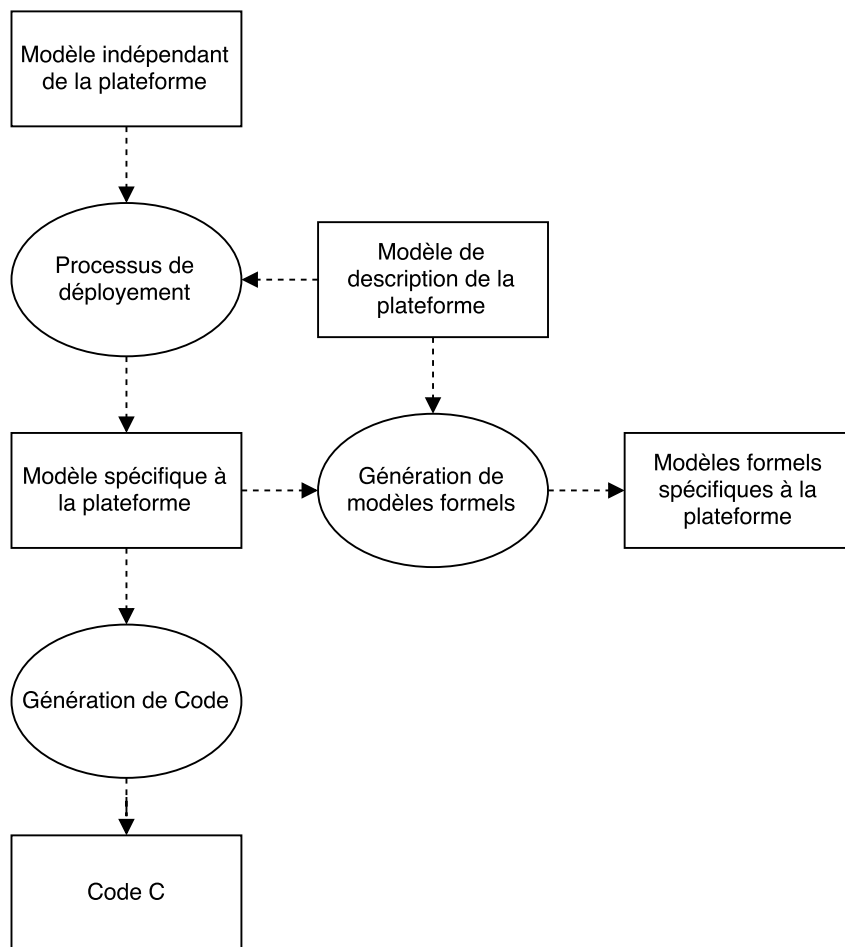 Modèle indépendant
de la plateforme
Processus de
déployement
Modèle de
description de la
plateforme
Modèle spécifique à
la plateforme
Génération de
modèles formels
Modèles formels
spécifiques à la
plateforme
Génération de Code
Code C